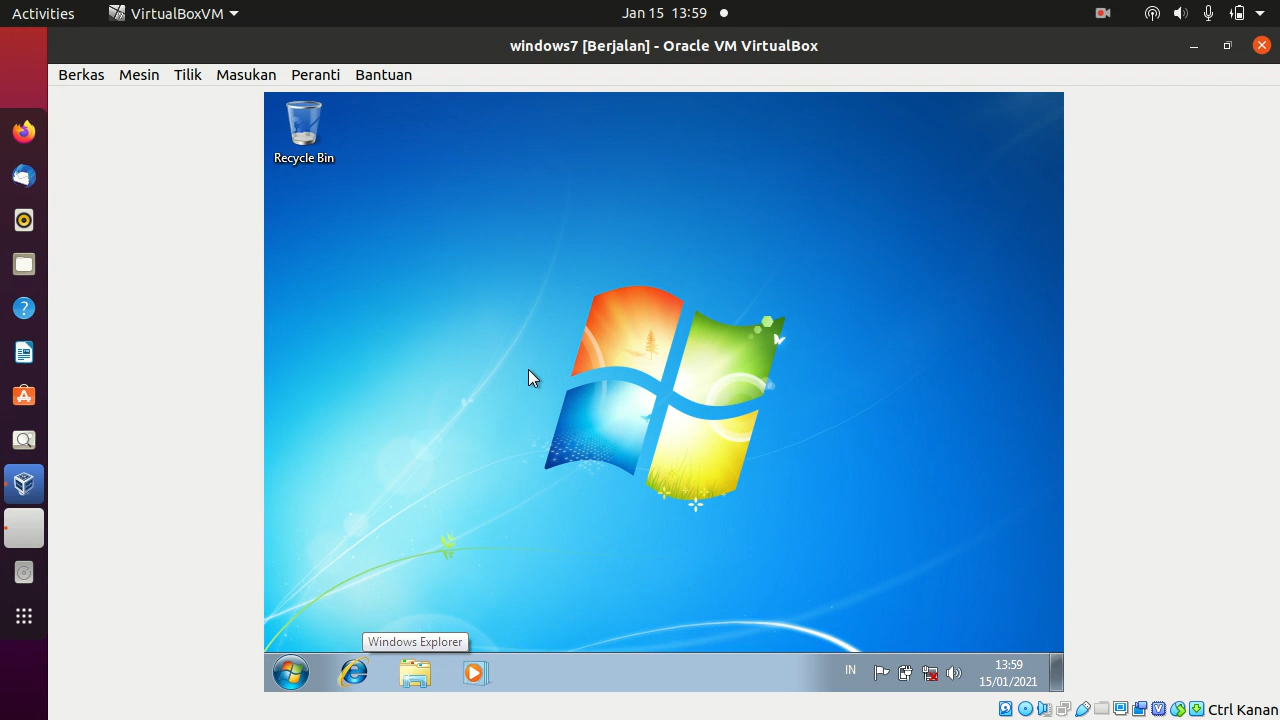 Activities
VirtualBoxVM
Jan 15 13:59
windows7 [Berjalan] - Oracle VM VirtualBox
Berkas Mesin Tilik Masukan Peranti Bantuan
Recycle Bin
Windows Explorer
IN
13:59
15/01/2021
Ctrl Kanan